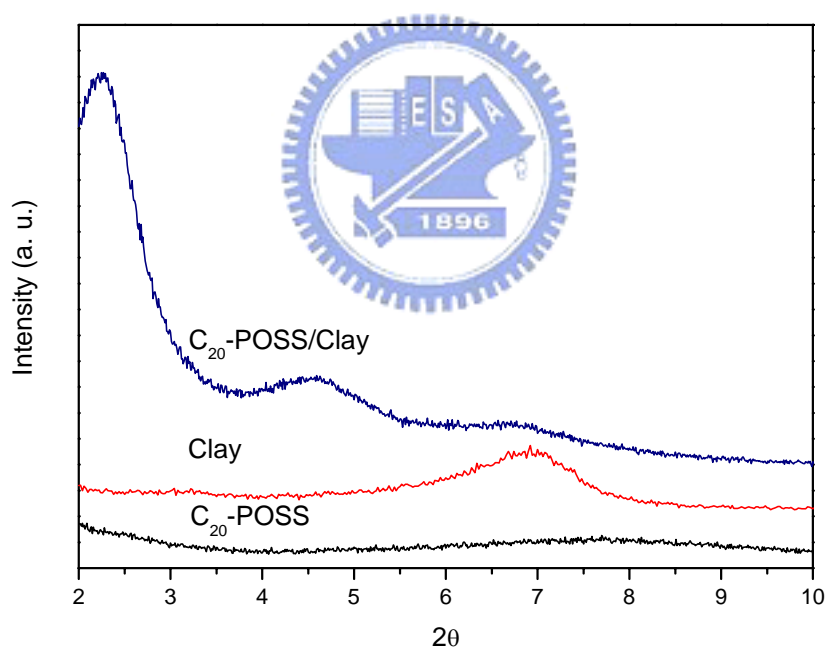 E S A
1896
Intensity (a. u.)
C₂₀-POSS/Clay
Clay
C₂₀-POSS
2 3 4 5 6 7 8 9 10
2θ